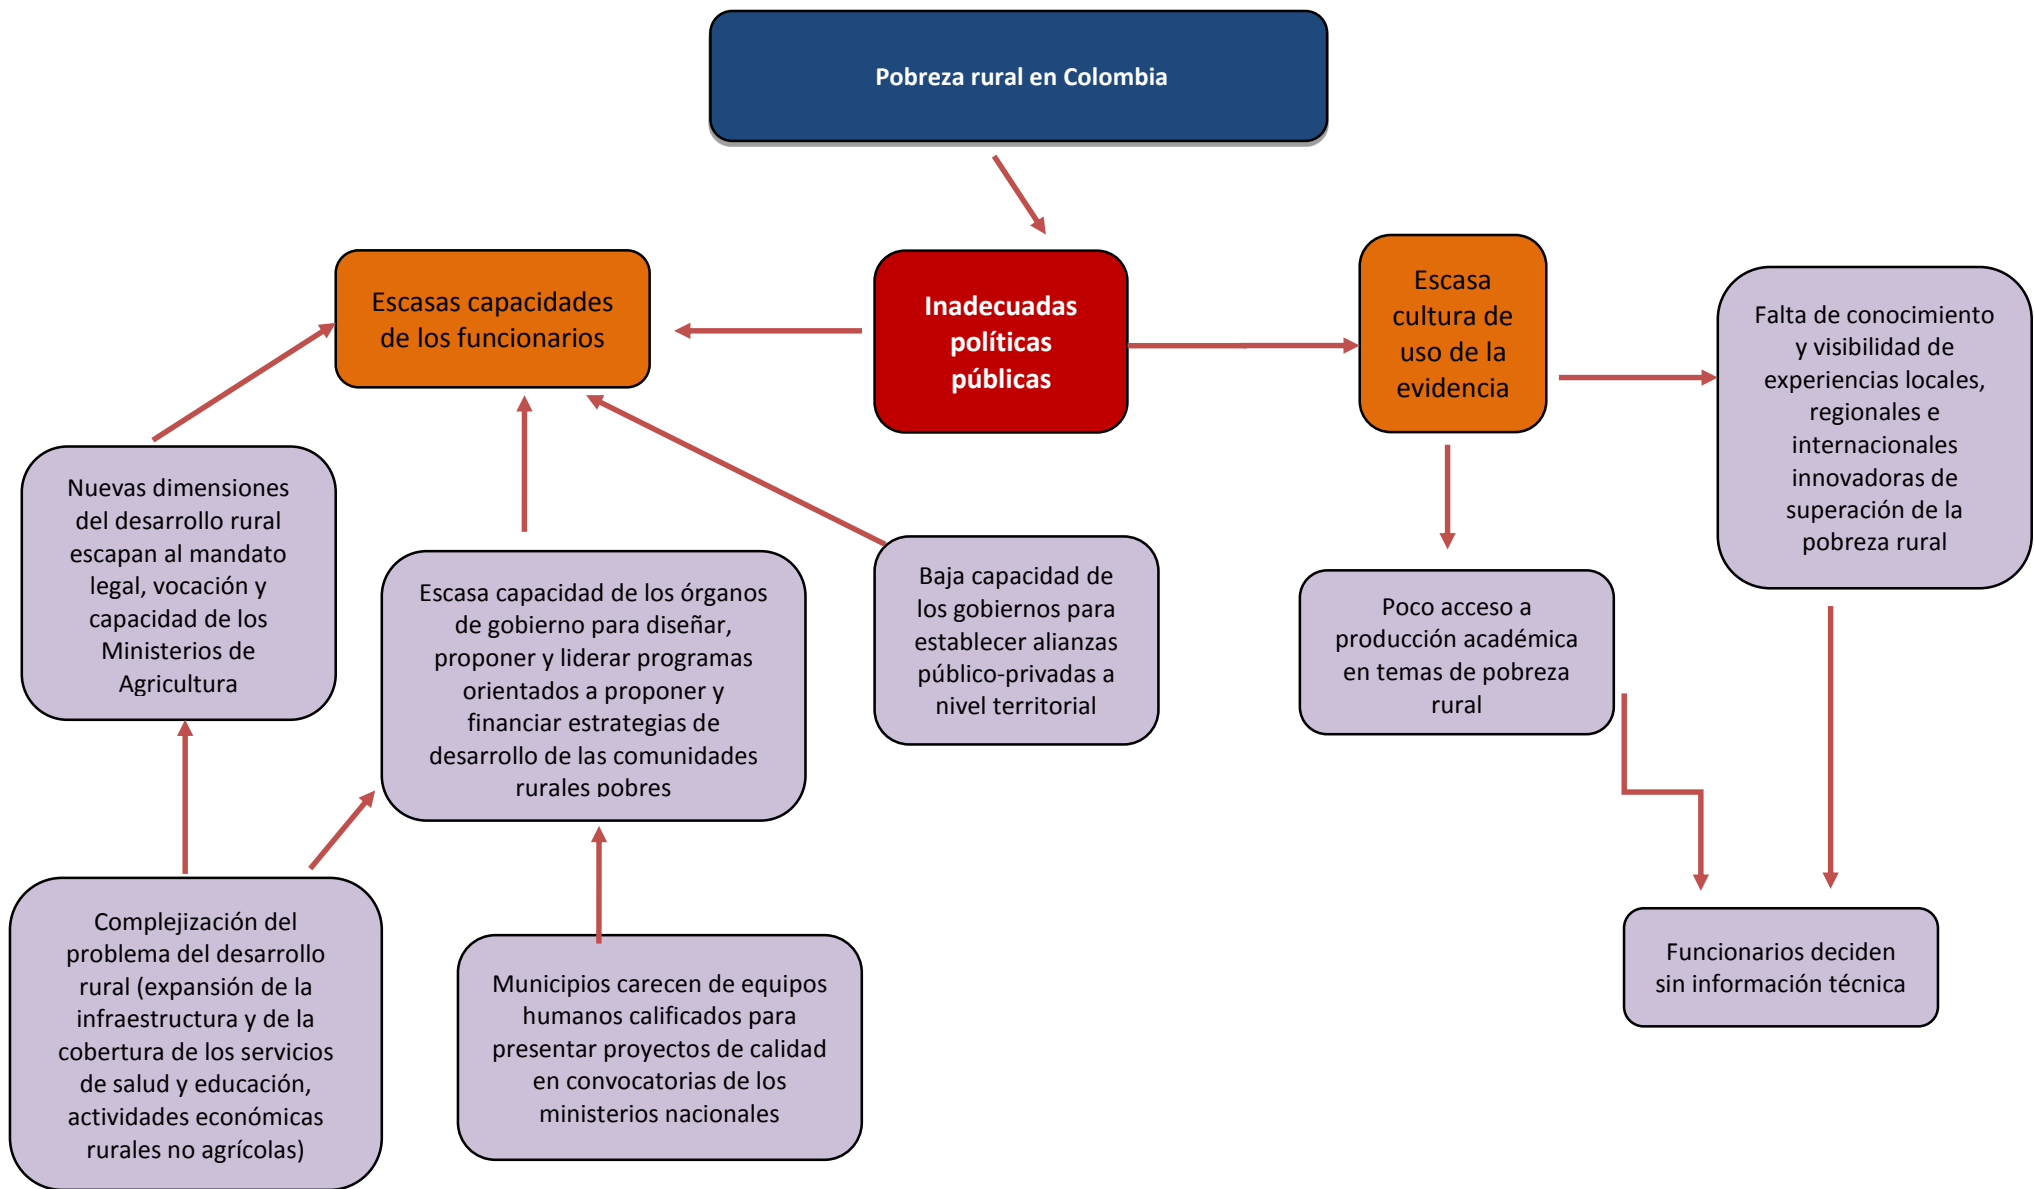 Pobreza rural en Colombia
Escasas capacidades
de los funcionarios
Inadecuadas
políticas
públicas
Escasa
cultura de
uso de la
evidencia
Falta de conocimiento
y visibilidad de
experiencias locales,
regionales e
internacionales
innovadoras de
superación de la
pobreza rural
Nuevas dimensiones
del desarrollo rural
escapan al mandato
legal, vocación y
capacidad de los
Ministerios de
Agricultura
Escasa capacidad de los órganos
de gobierno para diseñar,
proponer y liderar programas
orientados a proponer y
financiar estrategias de
desarrollo de las comunidades
rurales pobres
Baja capacidad de
los gobiernos para
establecer alianzas
público-privadas a
nivel territorial
Poco acceso a
producción académica
en temas de pobreza
rural
Complejización del
problema del desarrollo
rural (expansión de la
infraestructura y de la
cobertura de los servicios
de salud y educación,
actividades económicas
rurales no agrícolas)
Municipios carecen de equipos
humanos calificados para
presentar proyectos de calidad
en convocatorias de los
ministerios nacionales
Funcionarios deciden
sin información técnica